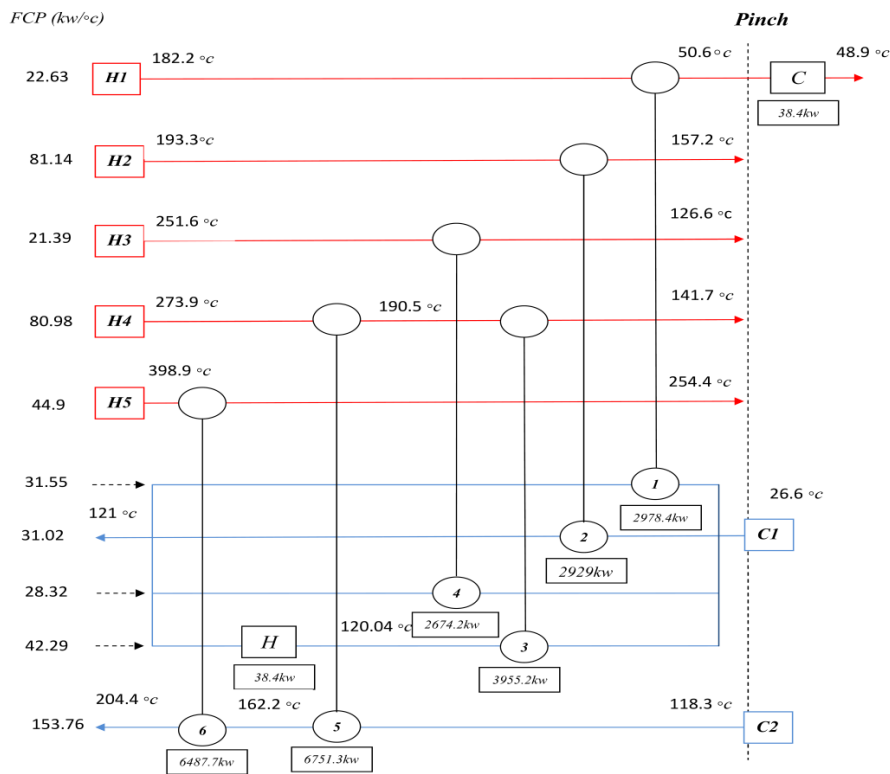 FCP (kw/°c)
Pinch
182.2 °c
50.6 °c
48.9 °c
22.63
H1
C
38.4kw
193.3°c
157.2 °c
81.14
H2
251.6 °c
126.6 °c
21.39
H3
273.9 °c
190.5 °c
141.7 °c
80.98
H4
398.9 °c
254.4 °c
44.9
H5
31.55
1
26.6 °c
2978.4kw
121 °c
31.02
2
C1
2929kw
28.32
4
2674.2kw
120.04 °c
42.29
H
3
38.4kw
3955.2kw
204.4 °c
162.2 °c
118.3 °c
153.76
6
5
C2
6487.7kw
6751.3kw